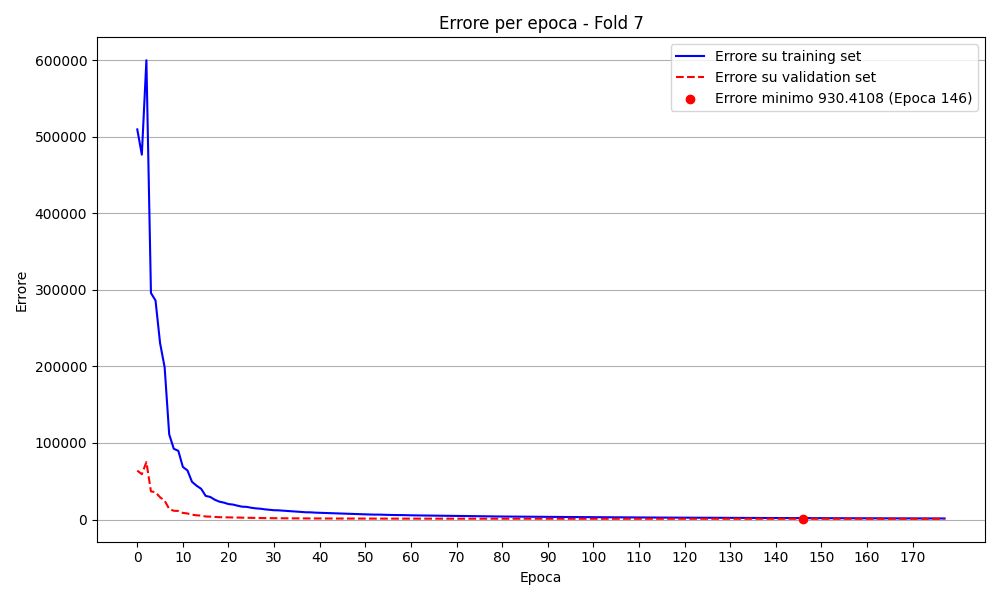 Errore per epoca - Fold 7
Errore su training set
Errore su validation set
Errore minimo 930.4108 (Epoca 146)
Errore
600000
500000
400000
300000
200000
100000
0
0 10 20 30 40 50 60 70 80 90 100 110 120 130 140 150 160 170
Epoca